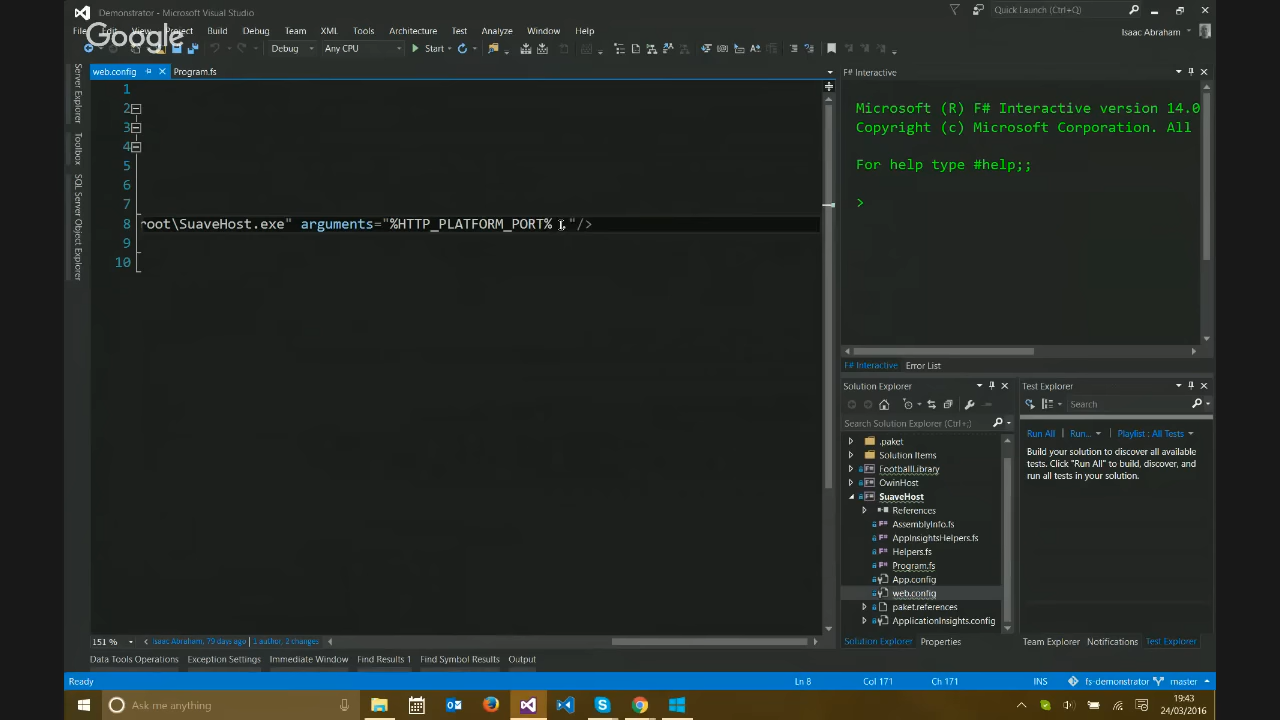 Demonstrator - Microsoft Visual Studio
Quick Launch (Ctrl+Q)
Google
File Edit View Project Build Debug Team XML Tools Architecture Test Analyze Window Help
Isaac Abraham
Debug Any CPU Start
web.config Program.fs
Server Explorer
Toolbox
SQL Server Object Explorer
1
2
3
4
5
6
7
8 root\SuaveHost.exe" arguments="%HTTP_PLATFORM_PORT% . "/>
9
10
151 %
Isaac Abraham, 79 days ago | 1 author, 2 changes
F# Interactive
Microsoft (R) F# Interactive version 14.0
Copyright (c) Microsoft Corporation. All
For help type #help;;
>
F# Interactive Error List
Solution Explorer
Search Solution Explorer (Ctrl+;)
.paket
Solution Items
FootballLibrary
OwinHost
SuaveHost
References
AssemblyInfo.fs
AppInsightsHelpers.fs
Helpers.fs
Program.fs
App.config
web.config
paket.references
ApplicationInsights.config
Solution Explorer Properties
Test Explorer
Search
Run All Run... Playlist : All Tests
Build your solution to discover all available
tests. Click "Run All" to build, discover, and
run all tests in your solution.
Team Explorer Notifications Test Explorer
Data Tools Operations Exception Settings Immediate Window Find Results 1 Find Symbol Results Output
Ready Ln 8 Col 171 Ch 171 INS fs-demonstrator master
Ask me anything
19:43
24/03/2016